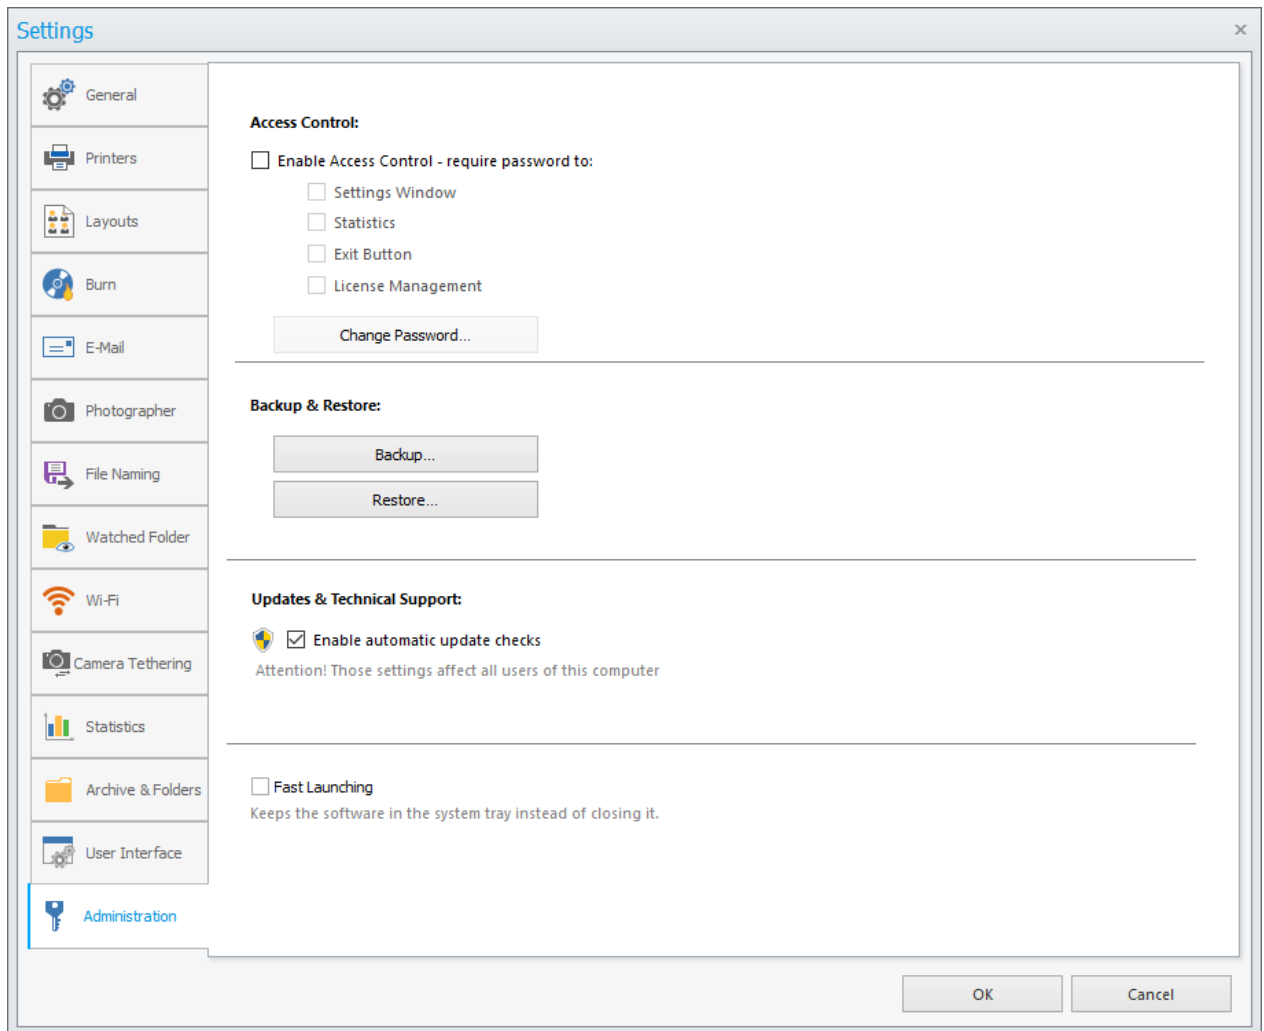 Settings
General
Printers
Layouts
Burn
E-Mail
Photographer
File Naming
Watched Folder
Wi-Fi
Camera Tethering
Statistics
Archive & Folders
User Interface
Administration
Access Control:
Enable Access Control - require password to:
Settings Window
Statistics
Exit Button
License Management
Change Password...
Backup & Restore:
Backup...
Restore...
Updates & Technical Support:
Enable automatic update checks
Attention! Those settings affect all users of this computer
Fast Launching
Keeps the software in the system tray instead of closing it.
OK
Cancel